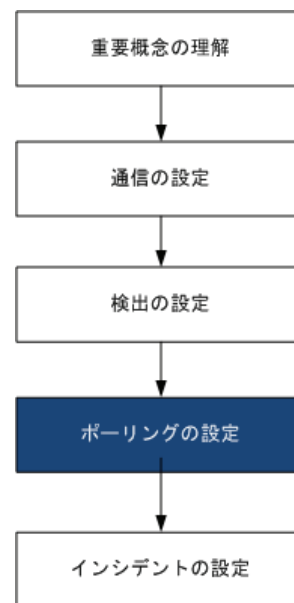 重要概念の理解
通信の設定
検出の設定
ポーリングの設定
インシデントの設定